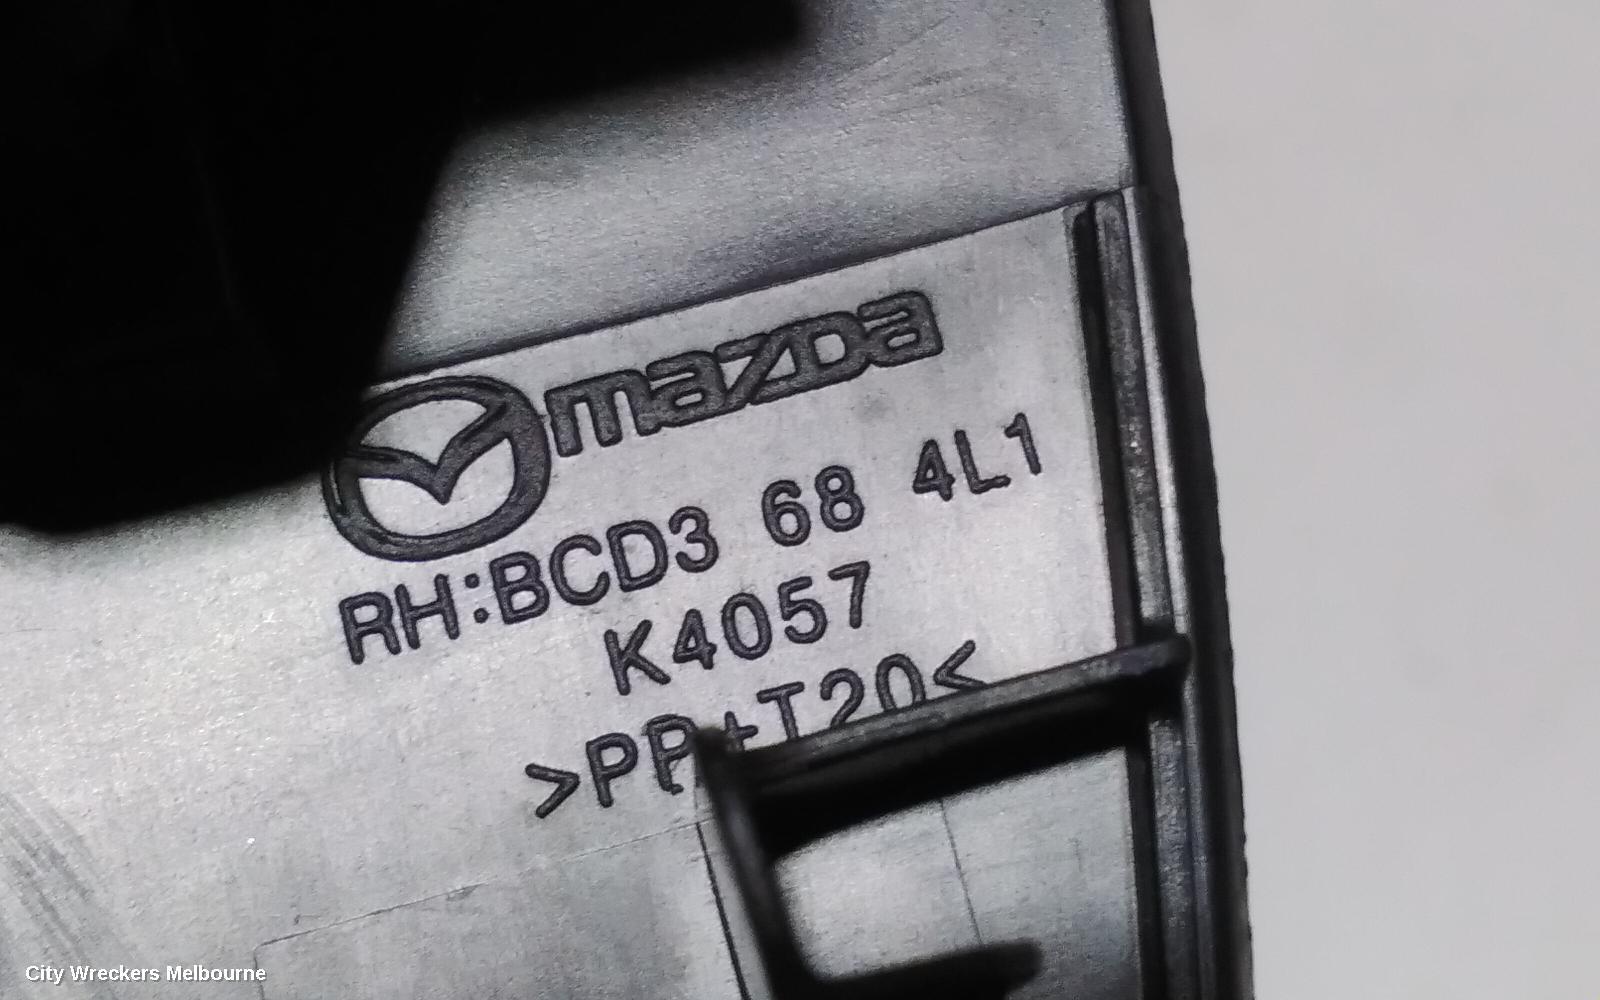 mazda
RH:BCD3 68 4L1
K4057
>PP+T20<
City Wreckers Melbourne